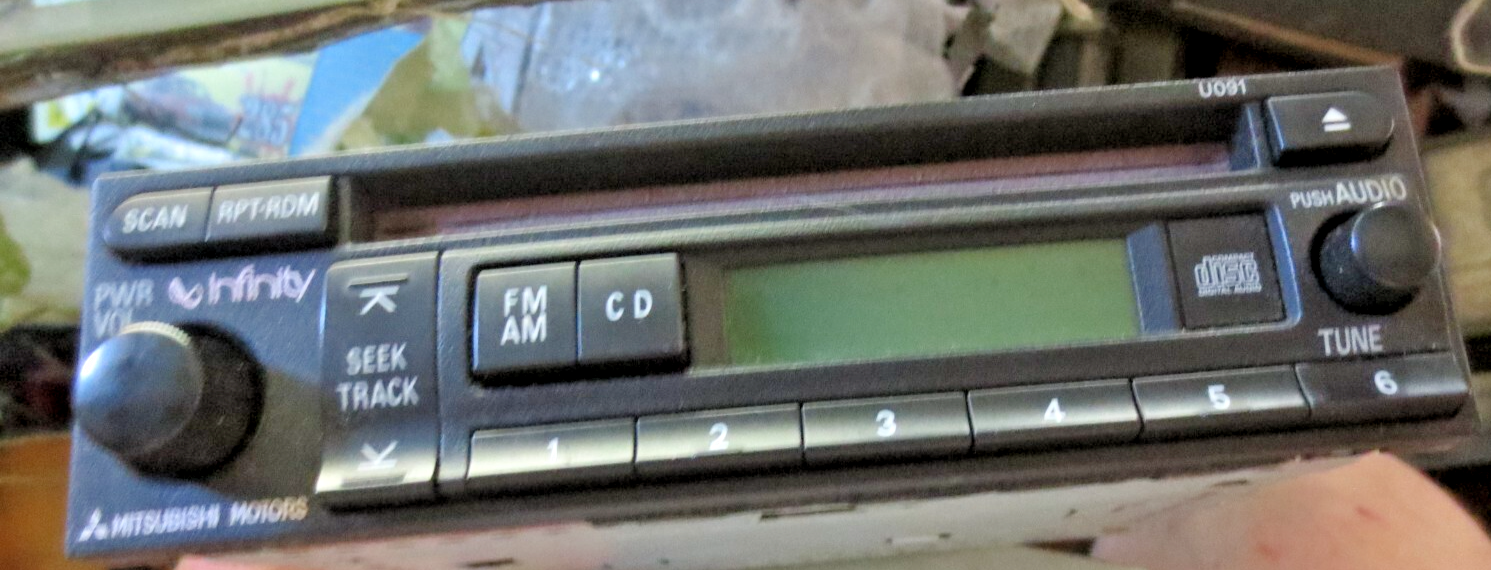 U091
SCAN RPT·RDM
PUSH AUDIO
infinity
PWR
VOL
FM
AM
CD
COMPACT
disc
DIGITAL AUDIO
SEEK
TRACK
TUNE
1 2 3 4 5 6
MITSUBISHI MOTORS